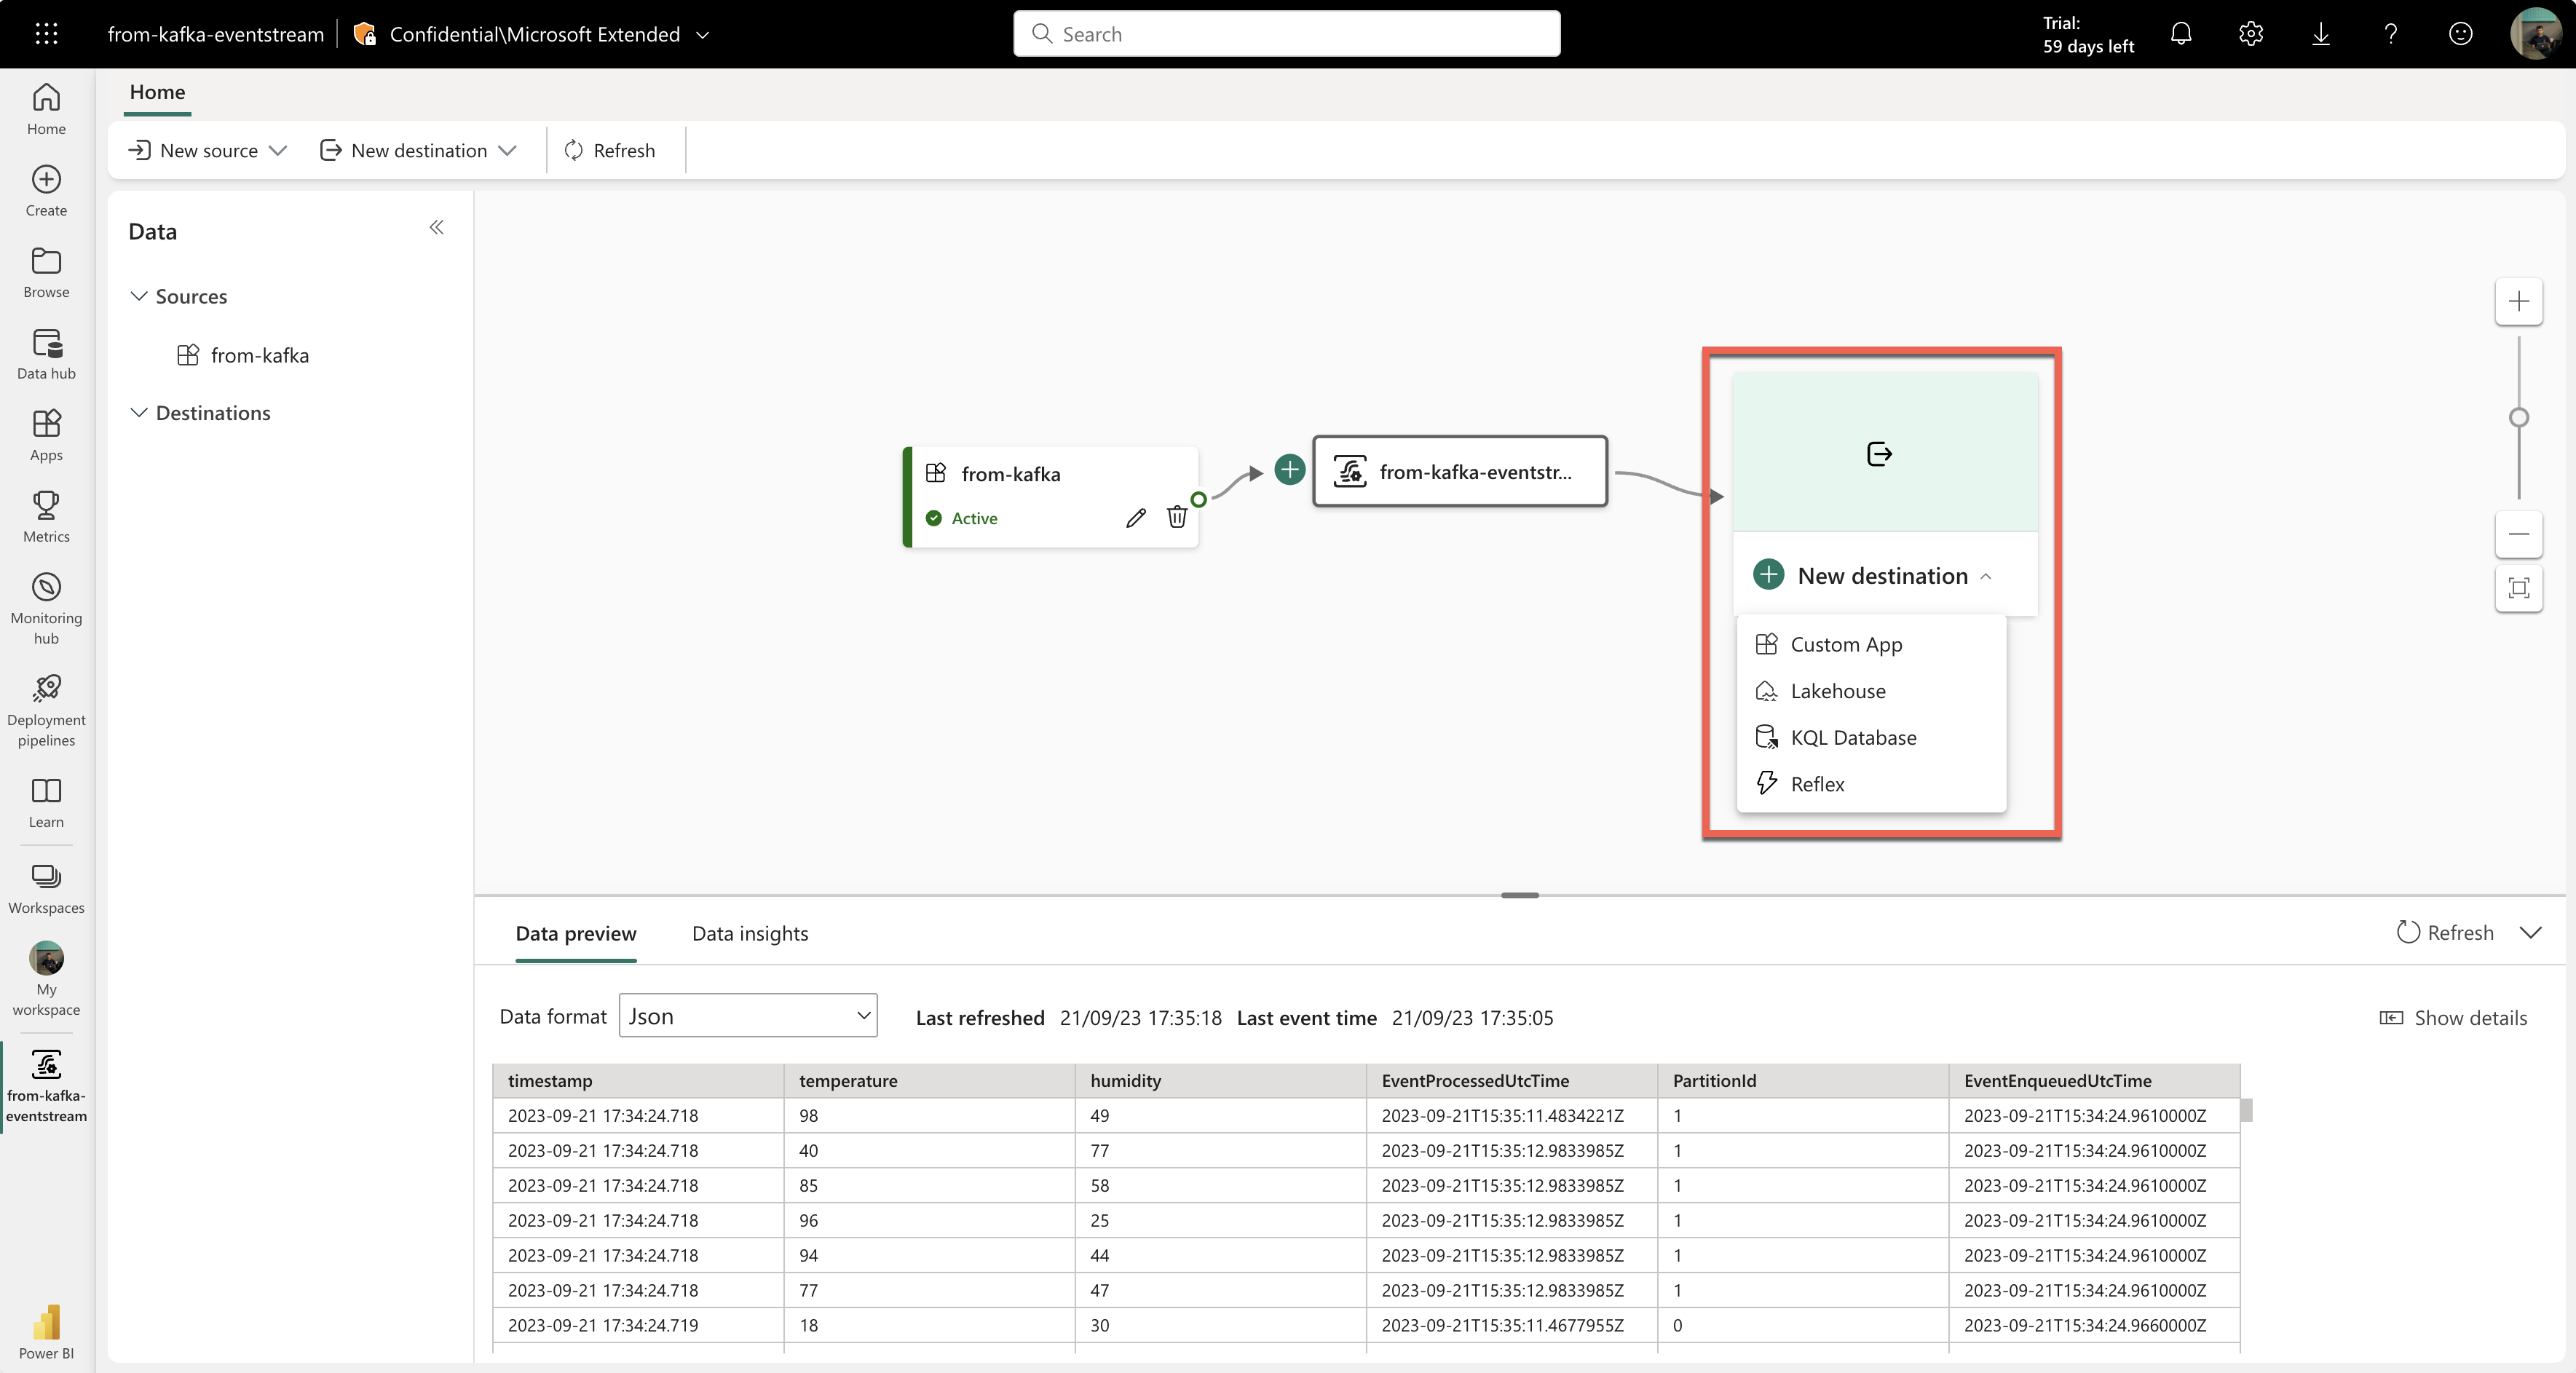 from-kafka-eventstream
Confidential\Microsoft Extended
Search
Trial:
59 days left
Home
Create
Browse
Data hub
Apps
Metrics
Monitoring
hub
Deployment
pipelines
Learn
Workspaces
My
workspace
from-kafka-
eventstream
Power BI
Home
New source
New destination
Refresh
Data
Sources
from-kafka
Destinations
from-kafka
Active
from-kafka-eventstr...
New destination
Custom App
Lakehouse
KQL Database
Reflex
Data preview
Data insights
Refresh
Data format Json Last refreshed 21/09/23 17:35:18 Last event time 21/09/23 17:35:05 Show details
timestamp temperature humidity EventProcessedUtcTime PartitionId EventEnqueuedUtcTime
2023-09-21 17:34:24.718 98 49 2023-09-21T15:35:11.4834221Z 1 2023-09-21T15:34:24.9610000Z
2023-09-21 17:34:24.718 40 77 2023-09-21T15:35:12.9833985Z 1 2023-09-21T15:34:24.9610000Z
2023-09-21 17:34:24.718 85 58 2023-09-21T15:35:12.9833985Z 1 2023-09-21T15:34:24.9610000Z
2023-09-21 17:34:24.718 96 25 2023-09-21T15:35:12.9833985Z 1 2023-09-21T15:34:24.9610000Z
2023-09-21 17:34:24.718 94 44 2023-09-21T15:35:12.9833985Z 1 2023-09-21T15:34:24.9610000Z
2023-09-21 17:34:24.718 77 47 2023-09-21T15:35:12.9833985Z 1 2023-09-21T15:34:24.9610000Z
2023-09-21 17:34:24.719 18 30 2023-09-21T15:35:11.4677955Z 0 2023-09-21T15:34:24.9660000Z